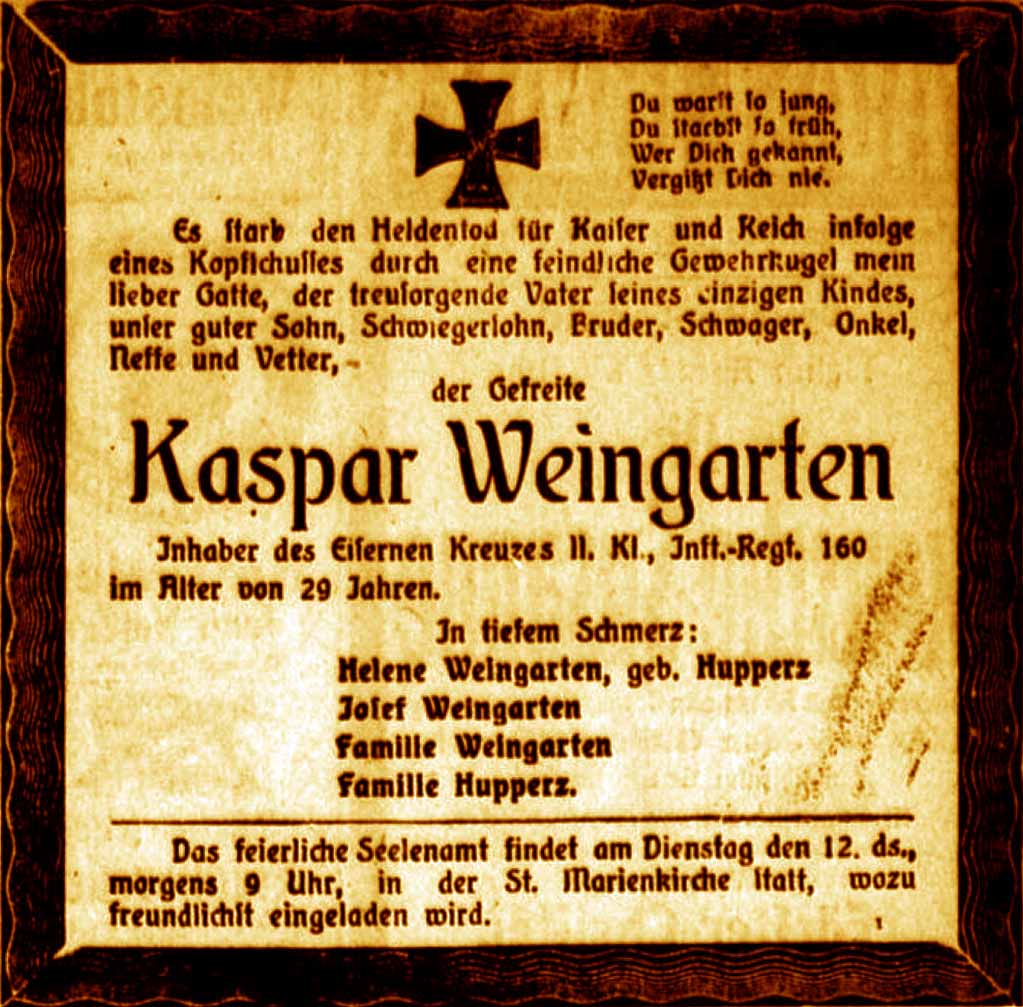 Du warst so jung,
Du starbst so früh,
Wer Dich gekannt,
Vergißt Dich nie.
Es starb den Heldentod für Kaiser und Reich infolge
eines Kopfschusses durch eine feindliche Gewehrkugel mein
lieber Gatte, der treusorgende Vater seines einzigen Kindes,
unser guter Sohn, Schwiegersohn, Bruder, Schwager, Onkel,
Neffe und Vetter,
der Gefreite
Kaspar Weingarten
Inhaber des Eisernen Kreuzes II. Kl., Inft.-Regt. 160
im Alter von 29 Jahren.
In tiefem Schmerz:
Helene Weingarten, geb. Hupperz
Josef Weingarten
Familie Weingarten
Familie Hupperz.
Das feierliche Seelenamt findet am Dienstag den 12. ds.,
morgens 9 Uhr, in der St. Marienkirche statt, wozu
freundlichst eingeladen wird.
1